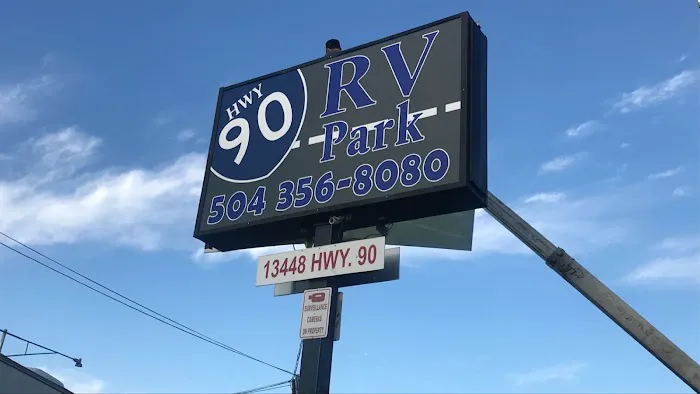 HWY
90
RV
Park
504 356-8080
13448 HWY. 90
SURVEILLANCE
CAMERAS
ON PROPERTY